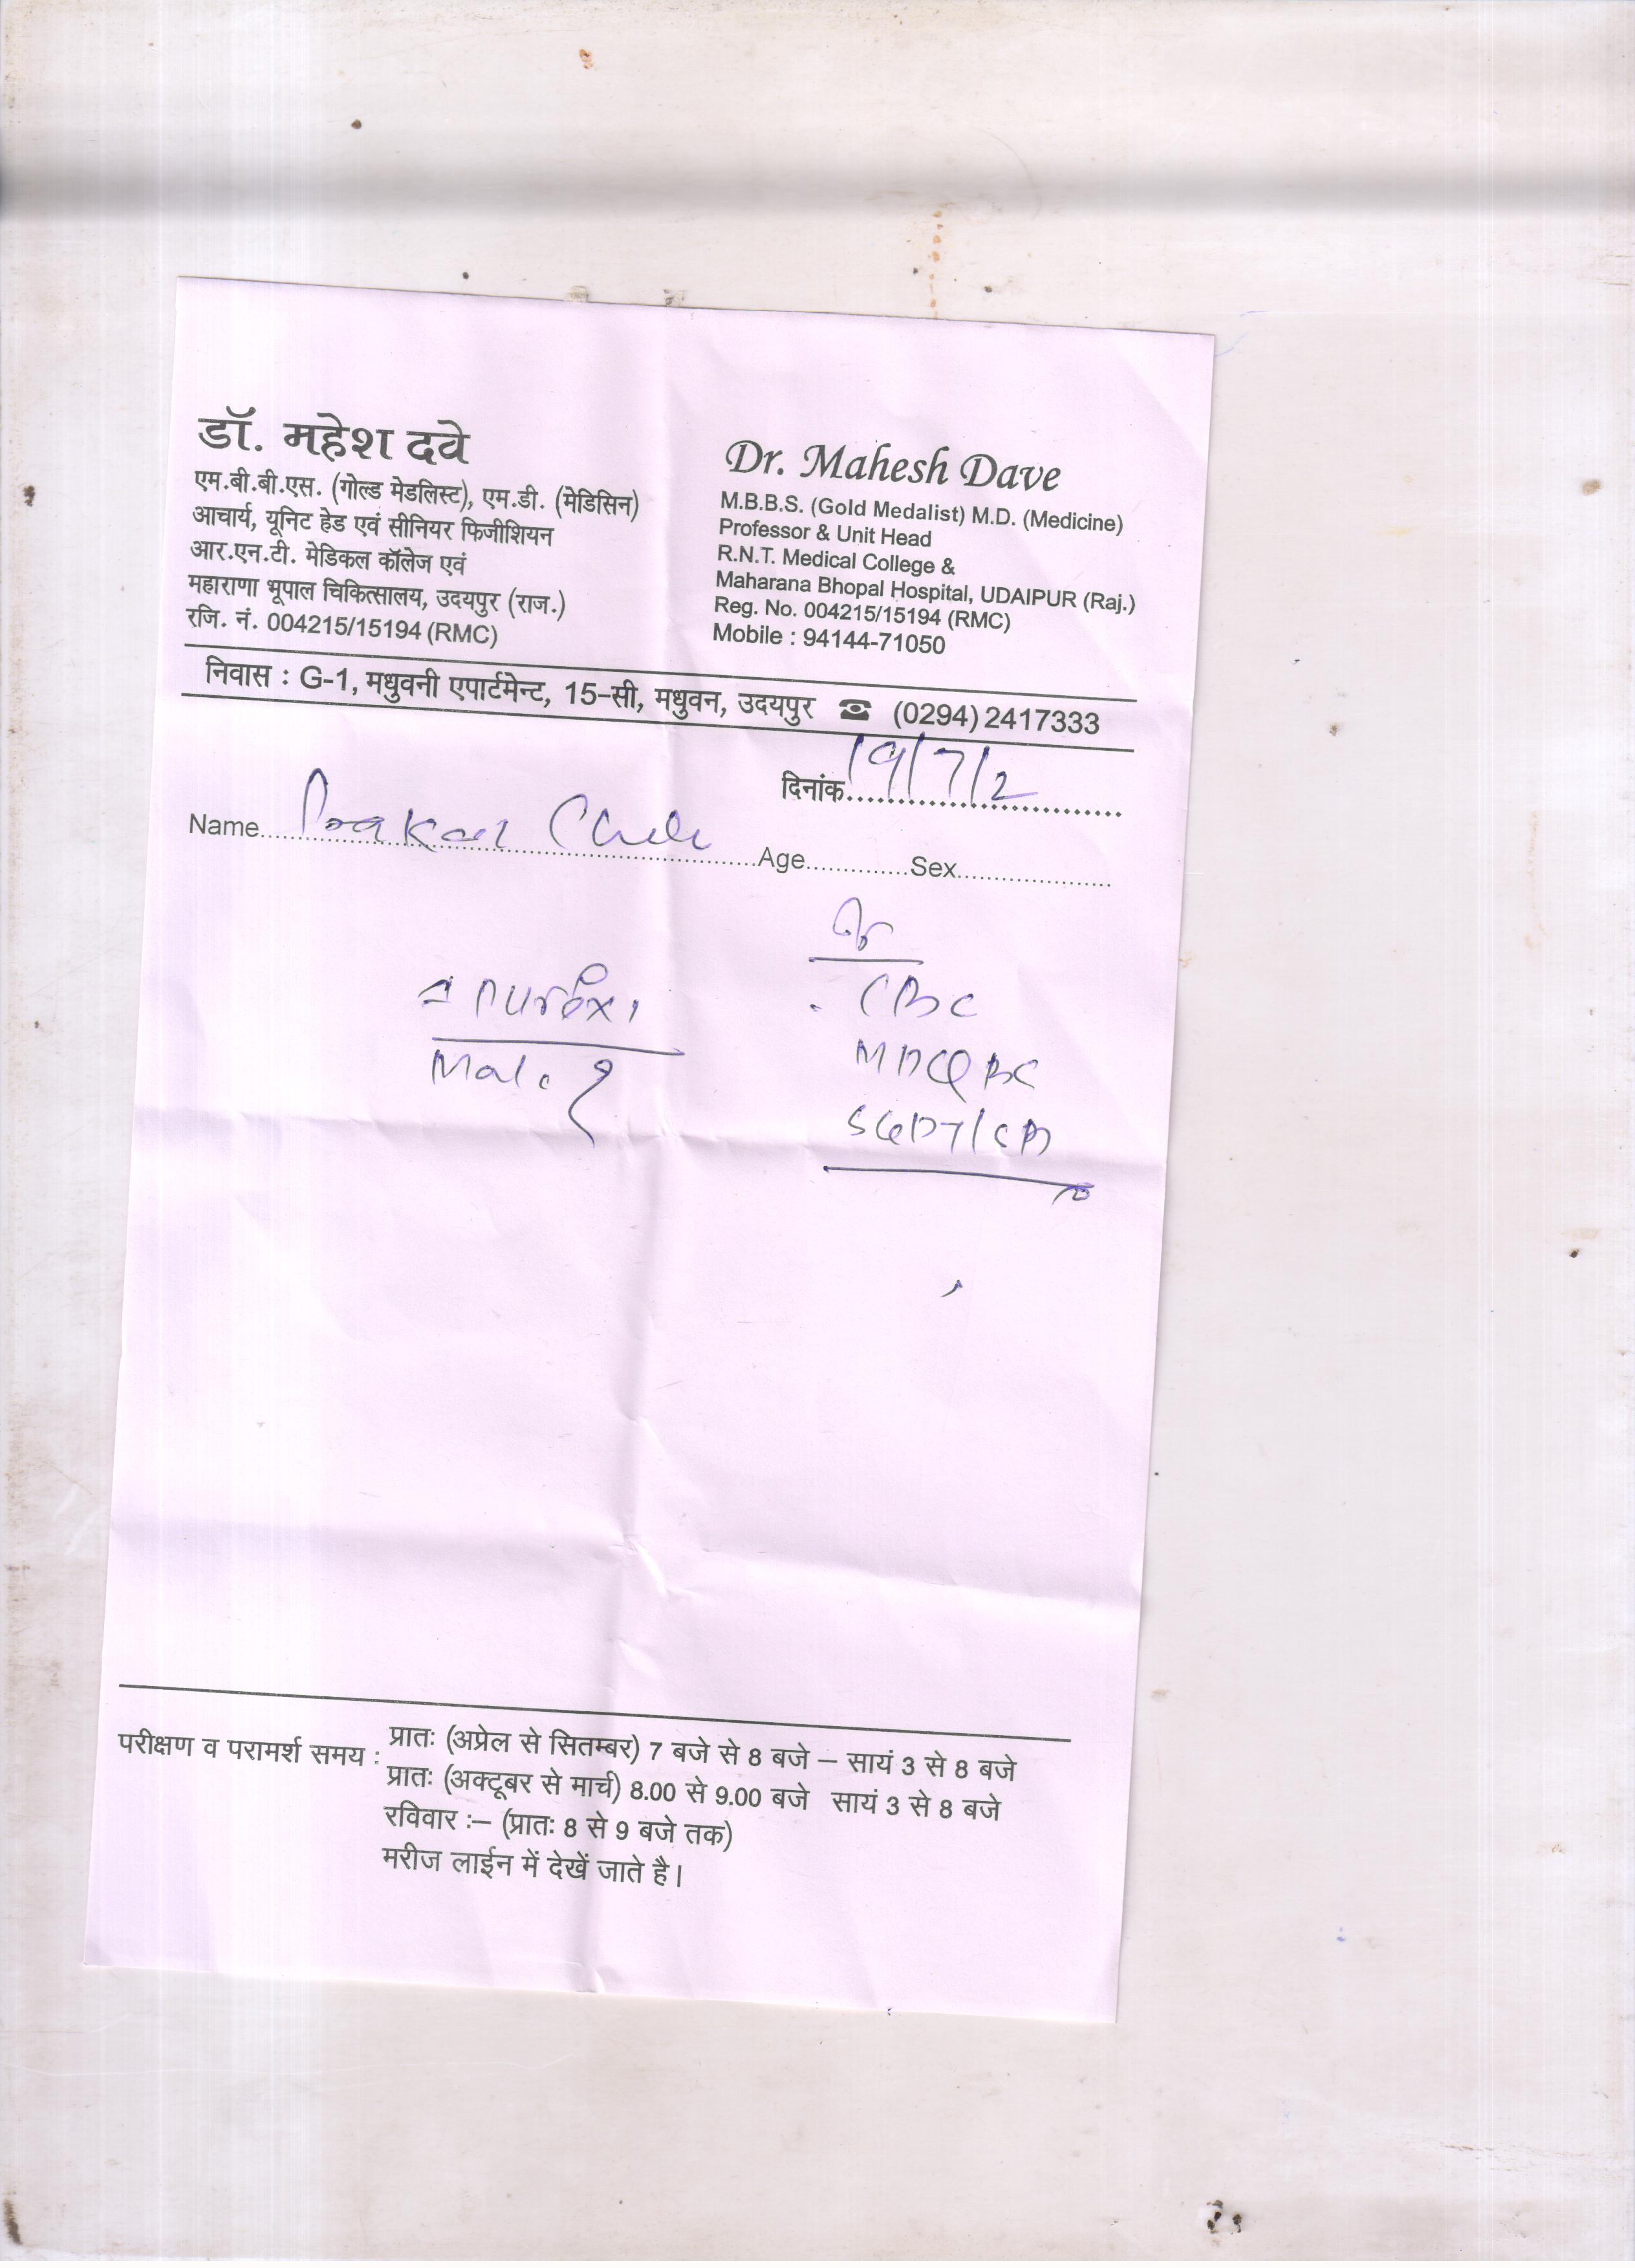 डॉ. महेश दवे
एम.बी.बी.एस. (गोल्ड मेडलिस्ट), एम.डी. (मेडिसिन)
आचार्य, यूनिट हेड एवं सीनियर फिजीशियन
आर.एन.टी. मेडिकल कॉलेज एवं
महाराणा भूपाल चिकित्सालय, उदयपुर (राज.)
रजि. नं. 004215/15194 (RMC)
Dr. Mahesh Dave
M.B.B.S. (Gold Medalist) M.D. (Medicine)
Professor & Unit Head
R.N.T. Medical College &
Maharana Bhopal Hospital, UDAIPUR (Raj.)
Reg. No. 004215/15194 (RMC)
Mobile : 94144-71050
निवास : G-1, मधुवनी एपार्टमेन्ट, 15-सी, मधुवन, उदयपुर ☎ (0294) 2417333
दिनांक 19/7/2
Name Age Sex
CBC
परीक्षण व परामर्श समय : प्रातः (अप्रेल से सितम्बर) 7 बजे से 8 बजे – सायं 3 से 8 बजे
प्रातः (अक्टूबर से मार्च) 8.00 से 9.00 बजे सायं 3 से 8 बजे
रविवार :– (प्रातः 8 से 9 बजे तक)
मरीज लाईन में देखें जाते है।